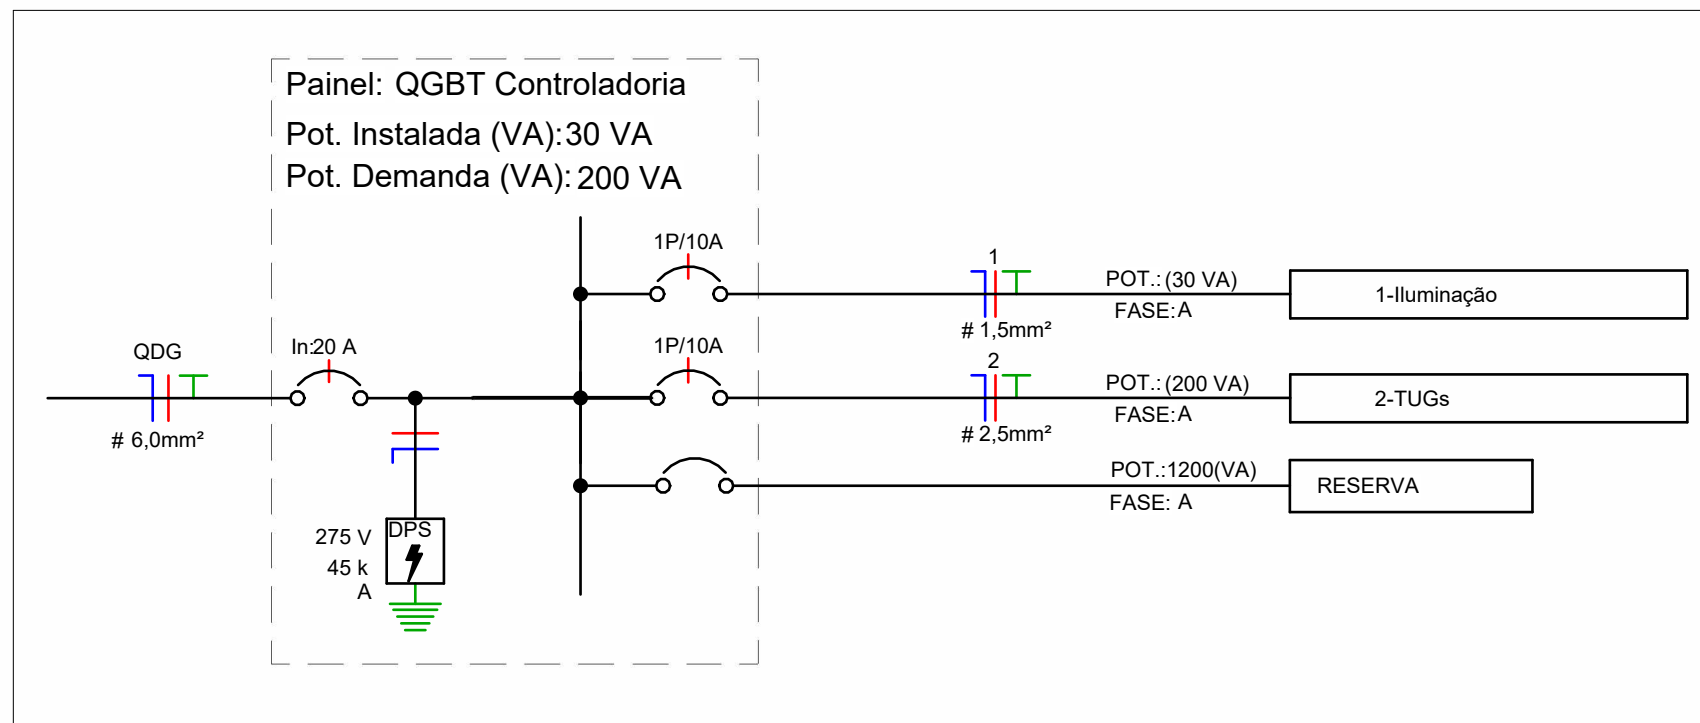 Painel: QGBT Controladoria
Pot. Instalada (VA):30 VA
Pot. Demanda (VA): 200 VA
1P/10A
1
POT.: (30 VA)
FASE: A
1-Iluminação
# 1,5mm²
QDG
# 6,0mm²
In:20 A
1P/10A
2
POT.: (200 VA)
FASE: A
2-TUGs
# 2,5mm²
POT.:1200(VA)
FASE: A
RESERVA
275 V
45 k
A
DPS